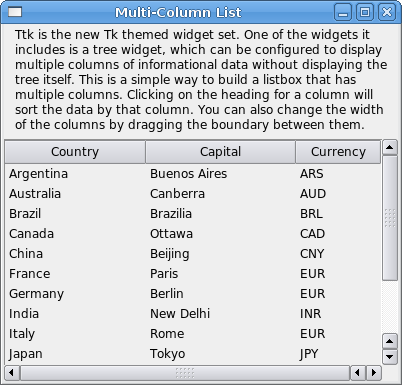 Multi-Column List
Ttk is the new Tk themed widget set. One of the widgets it
includes is a tree widget, which can be configured to display
multiple columns of informational data without displaying the
tree itself. This is a simple way to build a listbox that has
multiple columns. Clicking on the heading for a column will
sort the data by that column. You can also change the width
of the columns by dragging the boundary between them.
Country Capital Currency
Argentina Buenos Aires ARS
Australia Canberra AUD
Brazil Brazilia BRL
Canada Ottawa CAD
China Beijing CNY
France Paris EUR
Germany Berlin EUR
India New Delhi INR
Italy Rome EUR
Japan Tokyo JPY